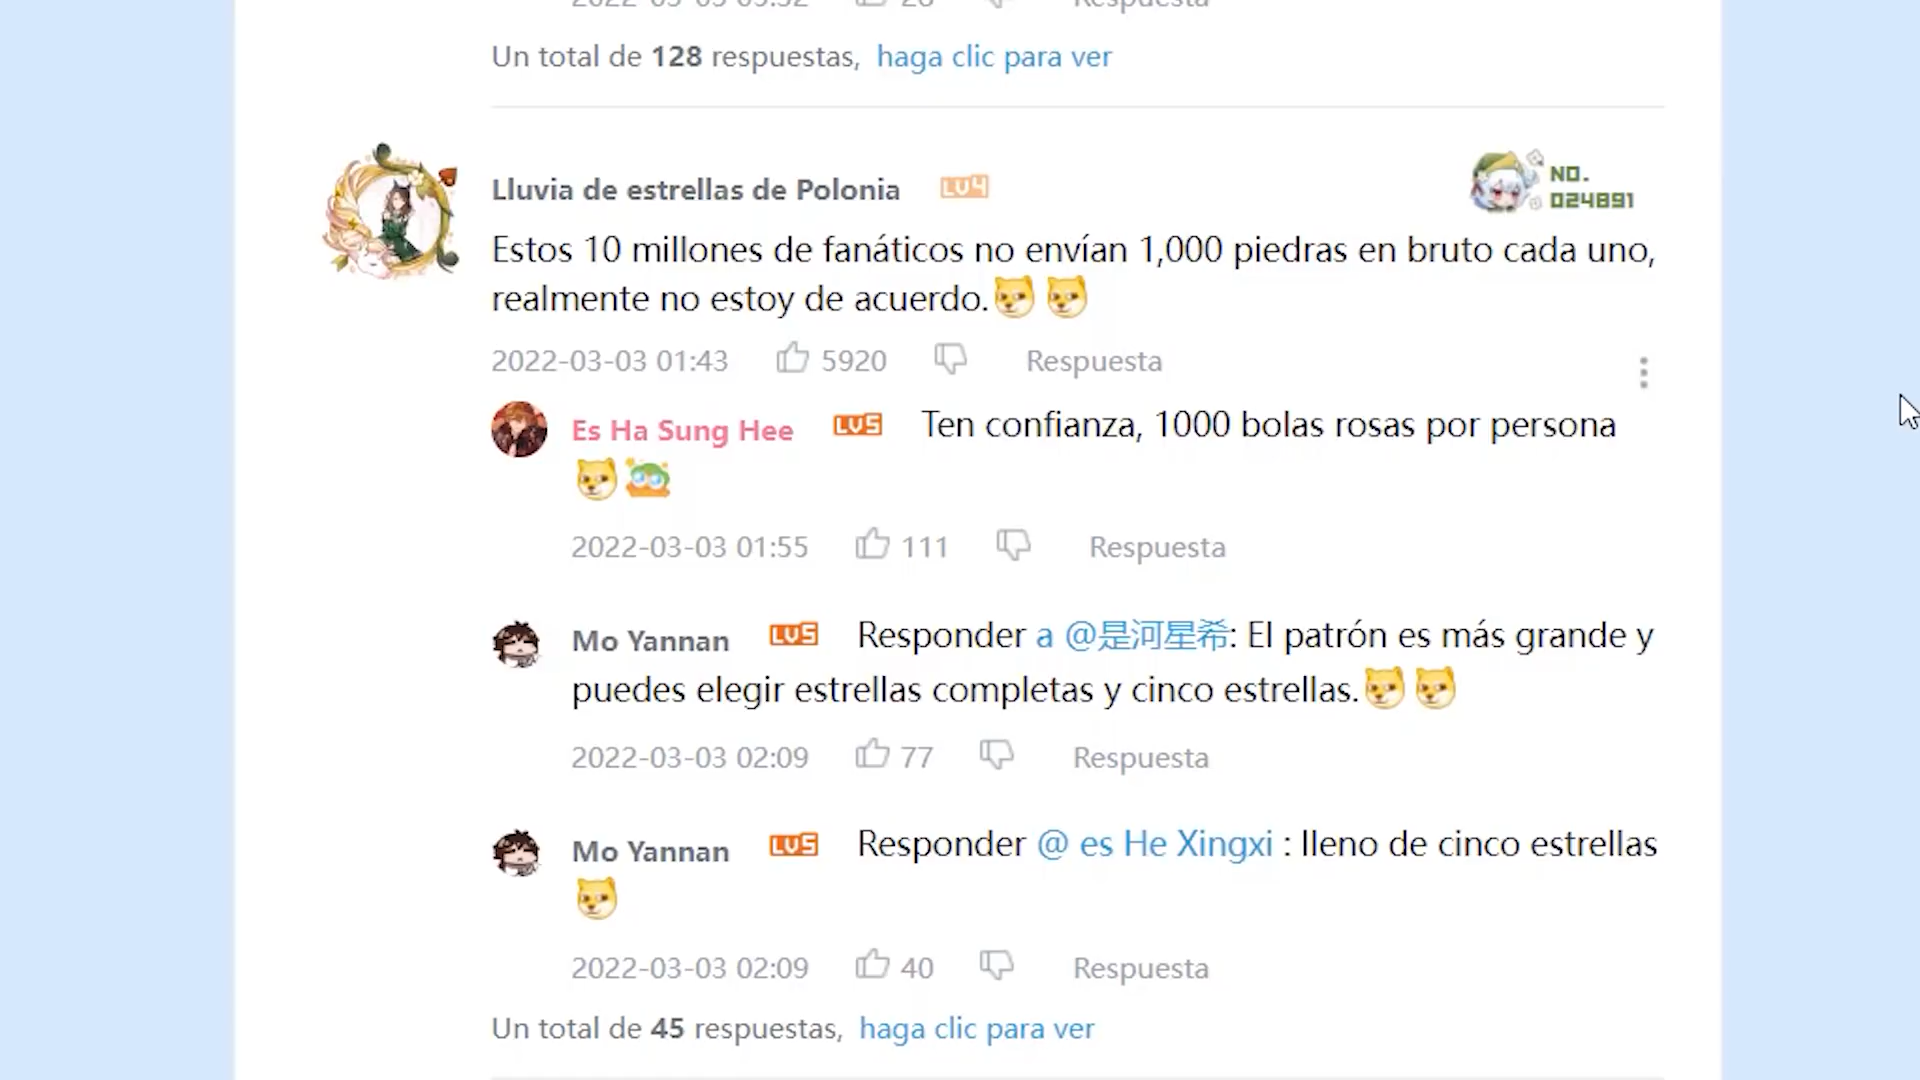 Un total de 128 respuestas, haga clic para ver
Lluvia de estrellas de Polonia LV4
NO.
024891
Estos 10 millones de fanáticos no envían 1,000 piedras en bruto cada uno,
realmente no estoy de acuerdo.
2022-03-03 01:43 5920 Respuesta
Es Ha Sung Hee LV5 Ten confianza, 1000 bolas rosas por persona
2022-03-03 01:55 111 Respuesta
Mo Yannan LV5 Responder a @是河星希: El patrón es más grande y
puedes elegir estrellas completas y cinco estrellas.
2022-03-03 02:09 77 Respuesta
Mo Yannan LV5 Responder @ es He Xingxi : lleno de cinco estrellas
2022-03-03 02:09 40 Respuesta
Un total de 45 respuestas, haga clic para ver